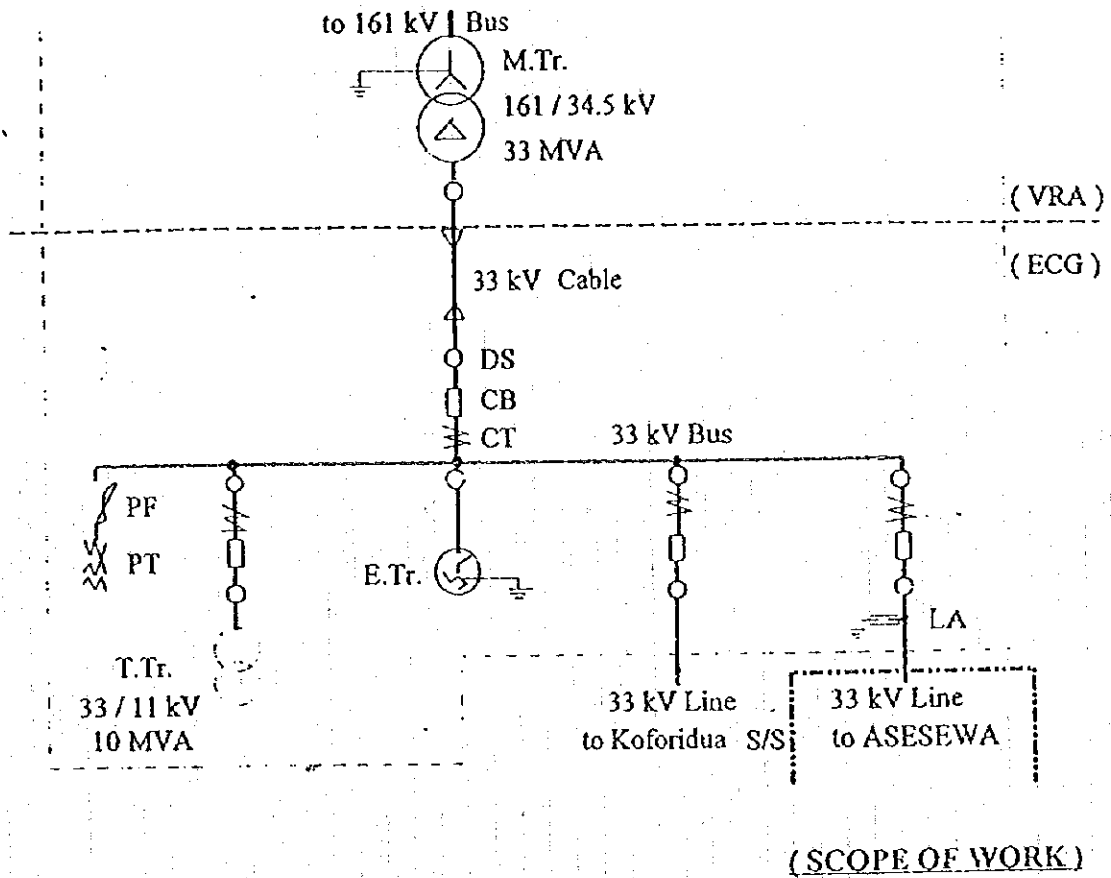 to 161 kV Bus
M.Tr.
161 / 34.5 kV
33 MVA
( VRA )
( ECG )
33 kV Cable
DS
CB
CT
33 kV Bus
PF
PT
E.Tr.
LA
T.Tr.
33 / 11 kV
10 MVA
33 kV Line
to Koforidua S/S
33 kV Line
to ASESEWA
( SCOPE OF WORK )